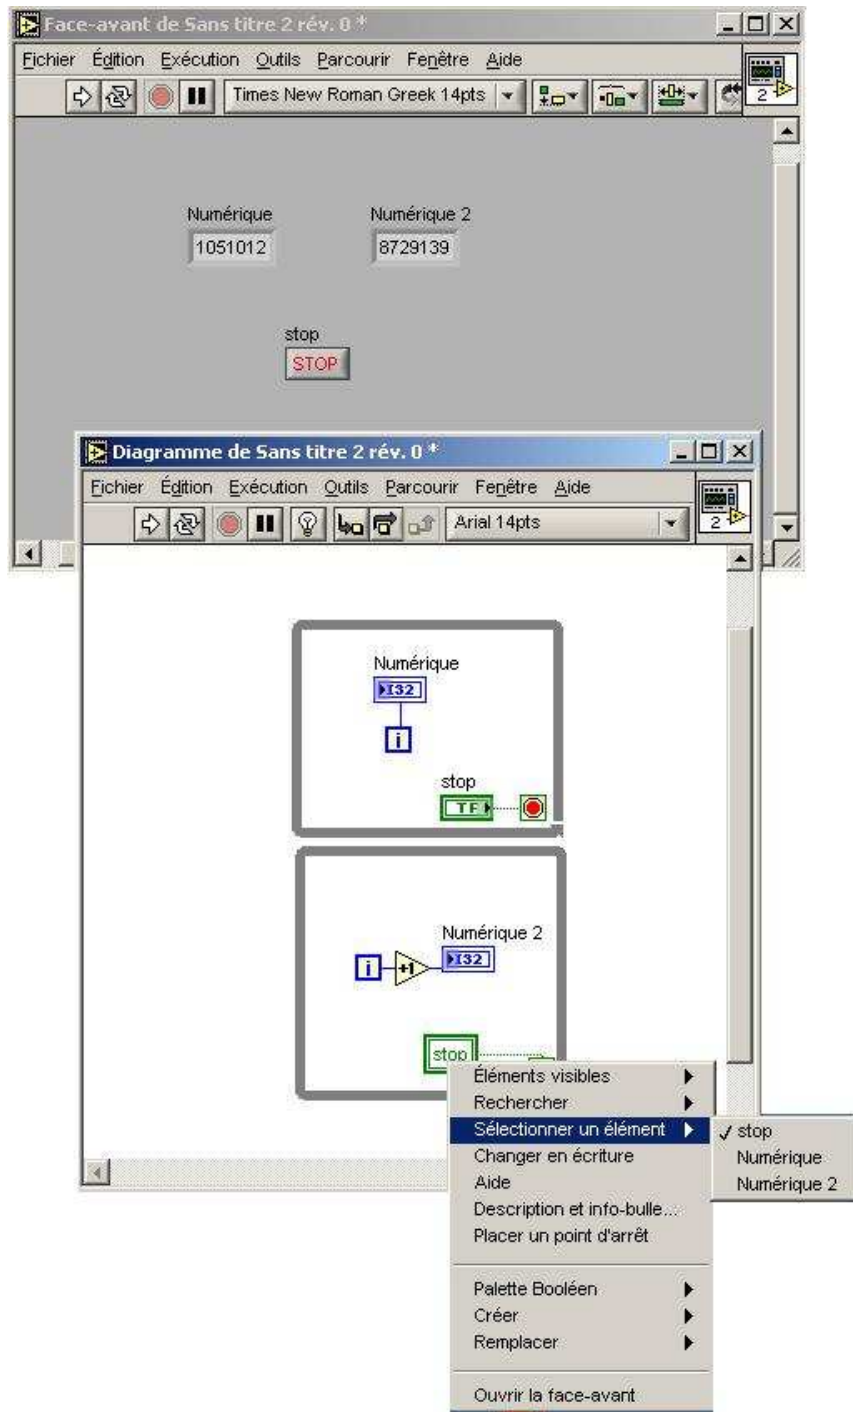 Face-avant de Sans titre 2 rév. 0 *
Fichier Édition Exécution Outils Parcourir Fenêtre Aide
Times New Roman Greek 14pts
2
Numérique Numérique 2
1051012 8729139
stop
STOP
Diagramme de Sans titre 2 rév. 0 *
Fichier Édition Exécution Outils Parcourir Fenêtre Aide
Arial 14pts
2
Numérique
I32
i
stop
TF
Numérique 2
i +1 I32
stop
Éléments visibles
Rechercher
Sélectionner un élément
Changer en écriture
Aide
Description et info-bulle...
Placer un point d'arrêt
Palette Booléen
Créer
Remplacer
Ouvrir la face-avant
✓ stop
Numérique
Numérique 2